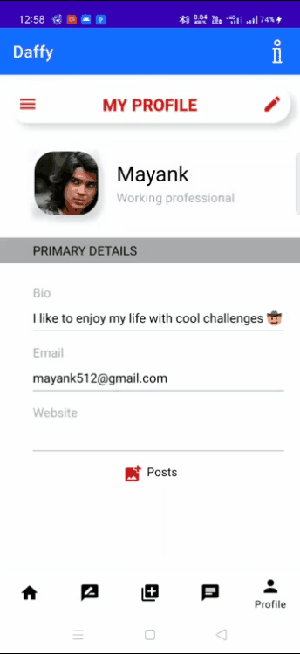 12:58
Daffy
MY PROFILE
Mayank
Working professional
PRIMARY DETAILS
Bio
I like to enjoy my life with cool challenges
Email
mayank512@gmail.com
Website
Posts
Profile